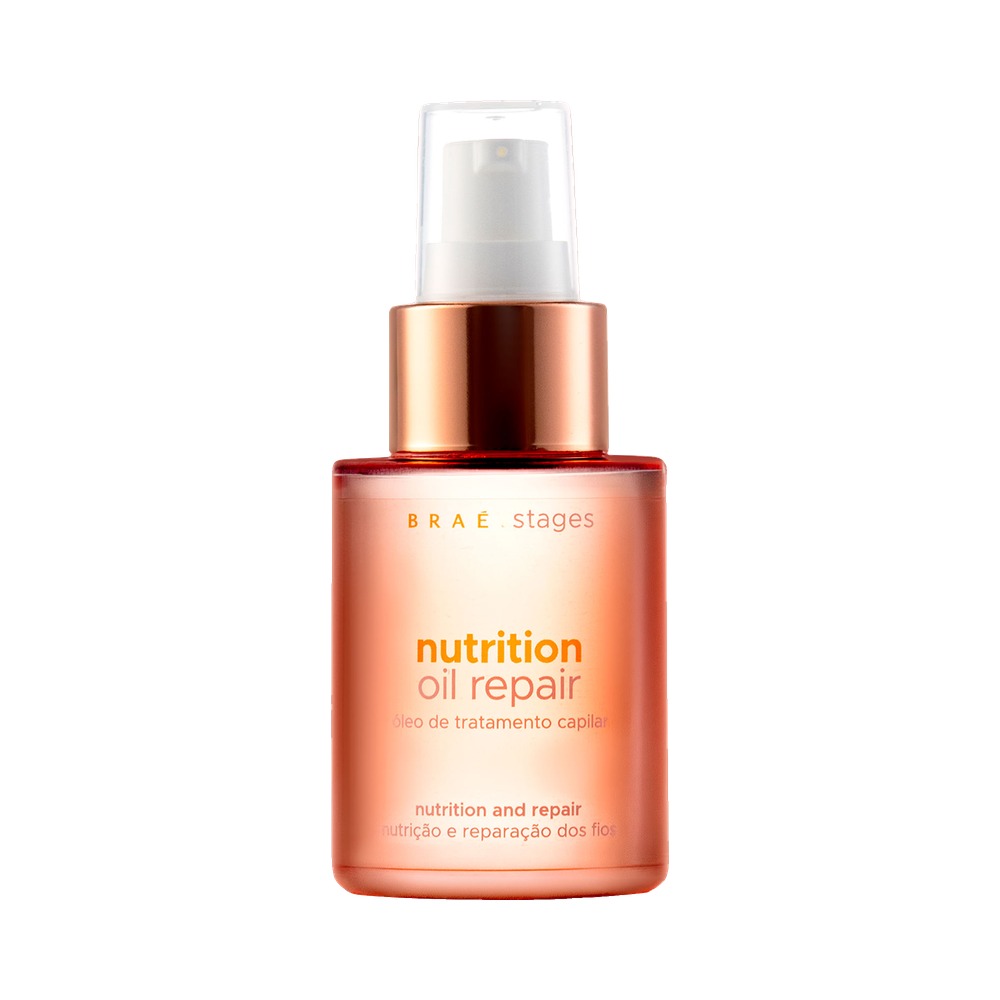 BRAÉ.stages
nutrition
oil repair
óleo de tratamento capilar
nutrition and repair
nutrição e reparação dos fios